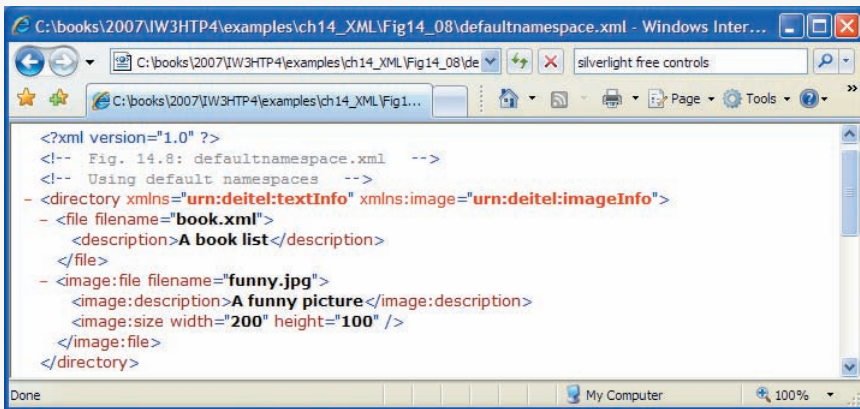 C:\books\2007\IW3HTP4\examples\ch14_XML\Fig14_08\defaultnamespace.xml - Windows Inter...
C:\books\2007\IW3HTP4\examples\ch14_XML\Fig14_08\de
silverlight free controls
C:\books\2007\IW3HTP4\examples\ch14_XML\Fig1...
Page
Tools
<?xml version="1.0" ?>
<!-- Fig. 14.8: defaultnamespace.xml -->
<!-- Using default namespaces -->
- <directory xmlns="urn:deitel:textInfo" xmlns:image="urn:deitel:imageInfo">
- <file filename="book.xml">
<description>A book list</description>
</file>
- <image:file filename="funny.jpg">
<image:description>A funny picture</image:description>
<image:size width="200" height="100" />
</image:file>
</directory>
Done
My Computer
100%